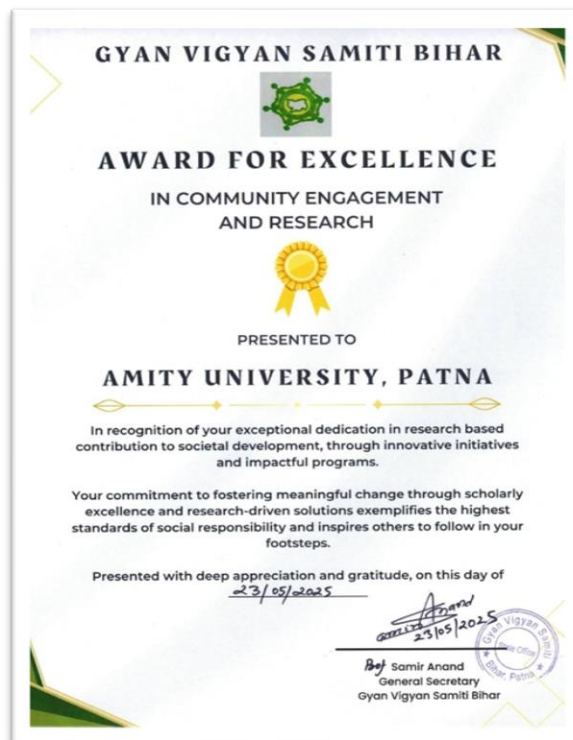 GYAN VIGYAN SAMITI BIHAR
AWARD FOR EXCELLENCE
IN COMMUNITY ENGAGEMENT
AND RESEARCH
PRESENTED TO
AMITY UNIVERSITY, PATNA
In recognition of your exceptional dedication in research based
contribution to societal development, through innovative initiatives
and impactful programs.
Your commitment to fostering meaningful change through scholarly
excellence and research-driven solutions exemplifies the highest
standards of social responsibility and inspires others to follow in your
footsteps.
Presented with deep appreciation and gratitude, on this day of
23/05/2025
Anand
23/05/2025
Gyan Vigyan Samiti
Office
Bihar, Patna
Prof Samir Anand
General Secretary
Gyan Vigyan Samiti Bihar